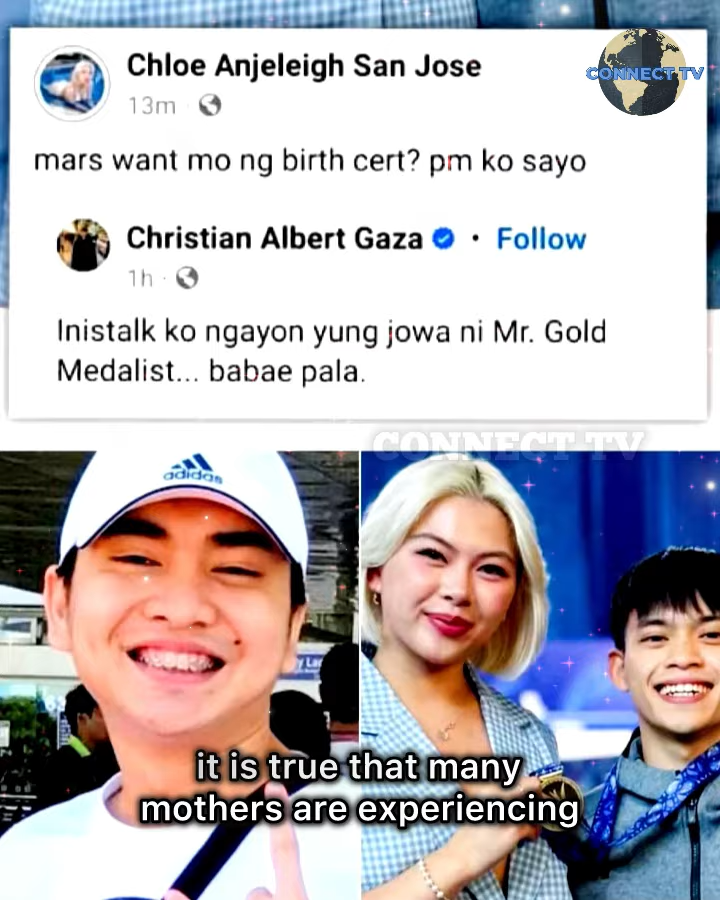 Chloe Anjeleigh San Jose
CONNECT TV
13m
mars want mo ng birth cert? pm ko sayo
Christian Albert Gaza · Follow
1h ·
Inistalk ko ngayon yung jowa ni Mr. Gold
Medalist... babae pala.
CONNECT TV
adidas
it is true that many
mothers are experiencing